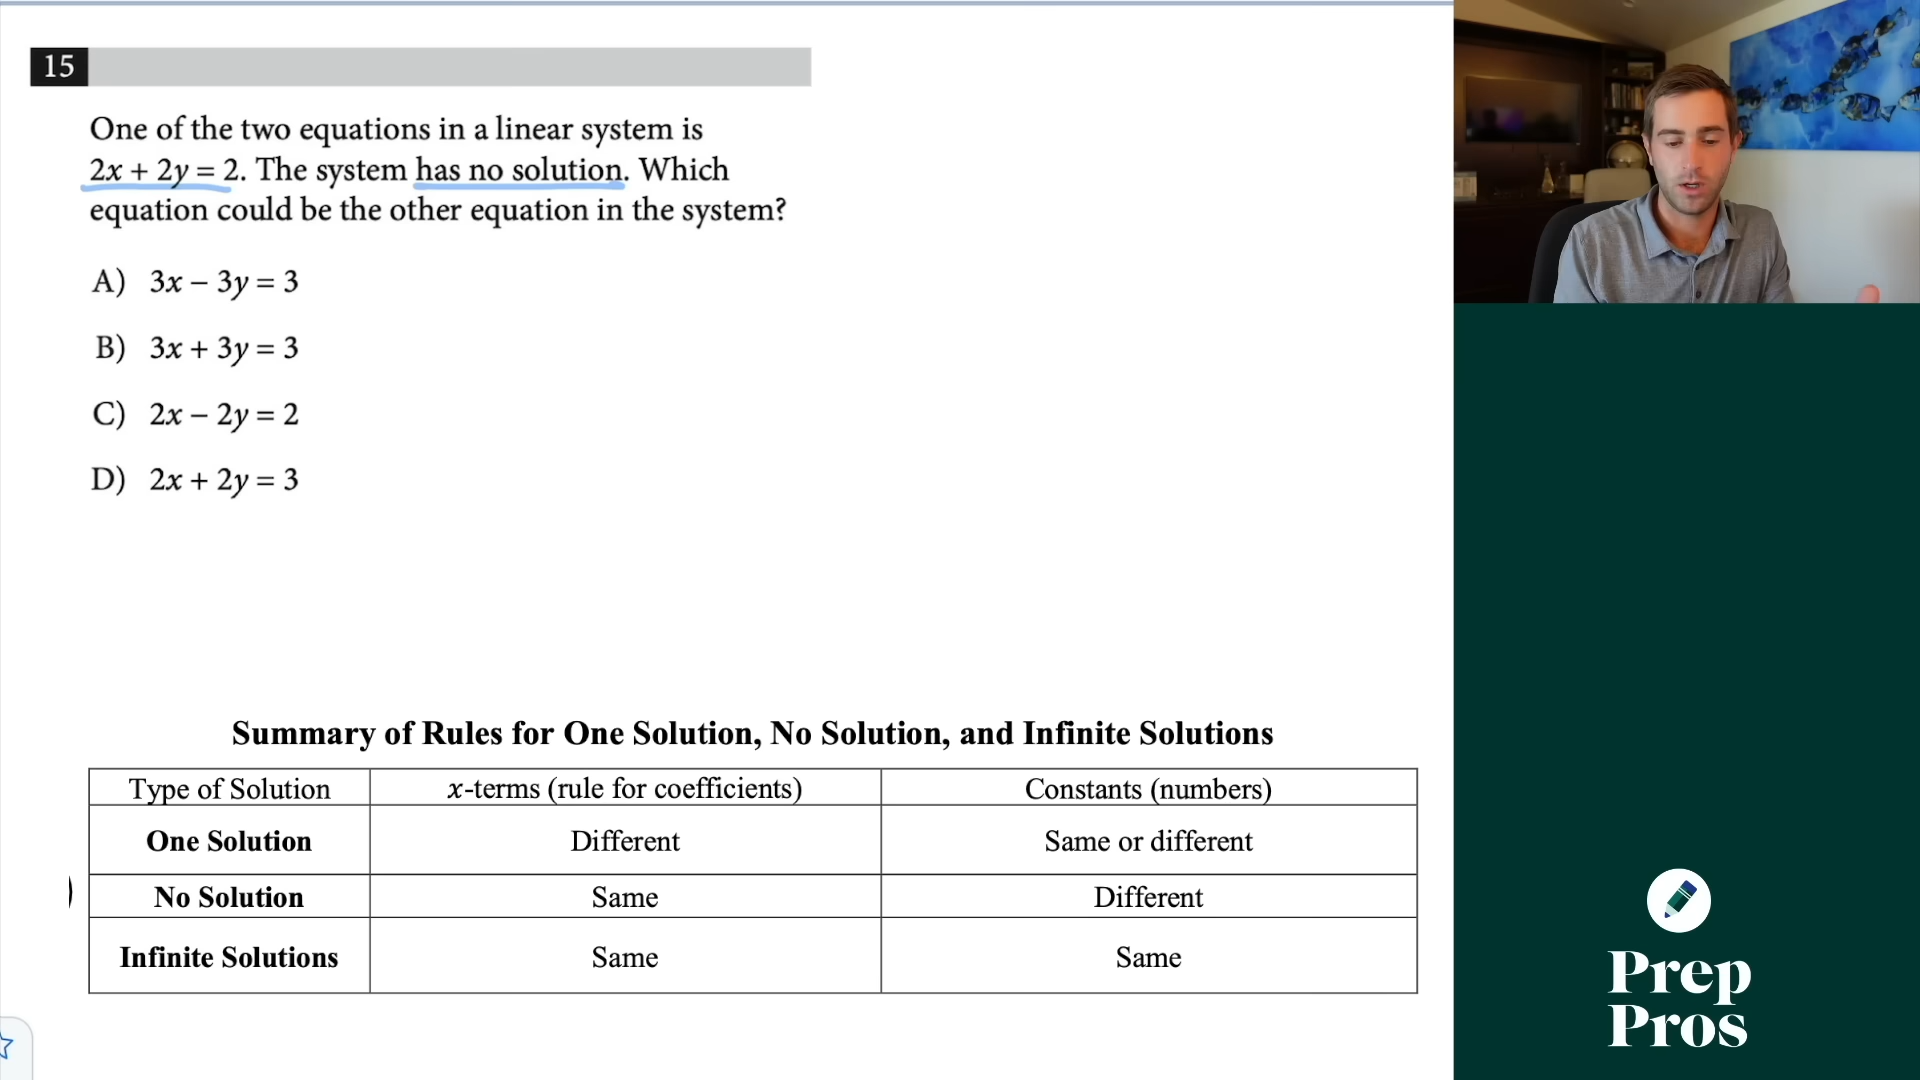 15
One of the two equations in a linear system is
2x + 2y = 2. The system has no solution. Which
equation could be the other equation in the system?
A) 3x – 3y = 3
B) 3x + 3y = 3
C) 2x – 2y = 2
D) 2x + 2y = 3
Summary of Rules for One Solution, No Solution, and Infinite Solutions
Type of Solution x-terms (rule for coefficients) Constants (numbers)
One Solution Different Same or different
) No Solution Same Different
Infinite Solutions Same Same
Prep
Pros